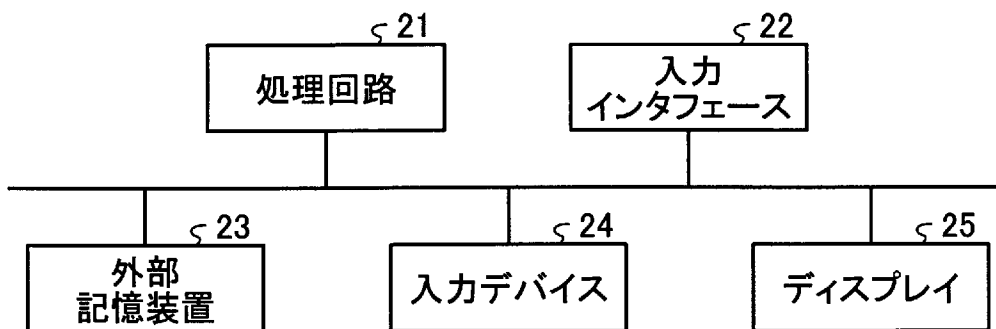 21
処理回路
22
入力
インタフェース
23
外部
記憶装置
24
入力デバイス
25
ディスプレイ